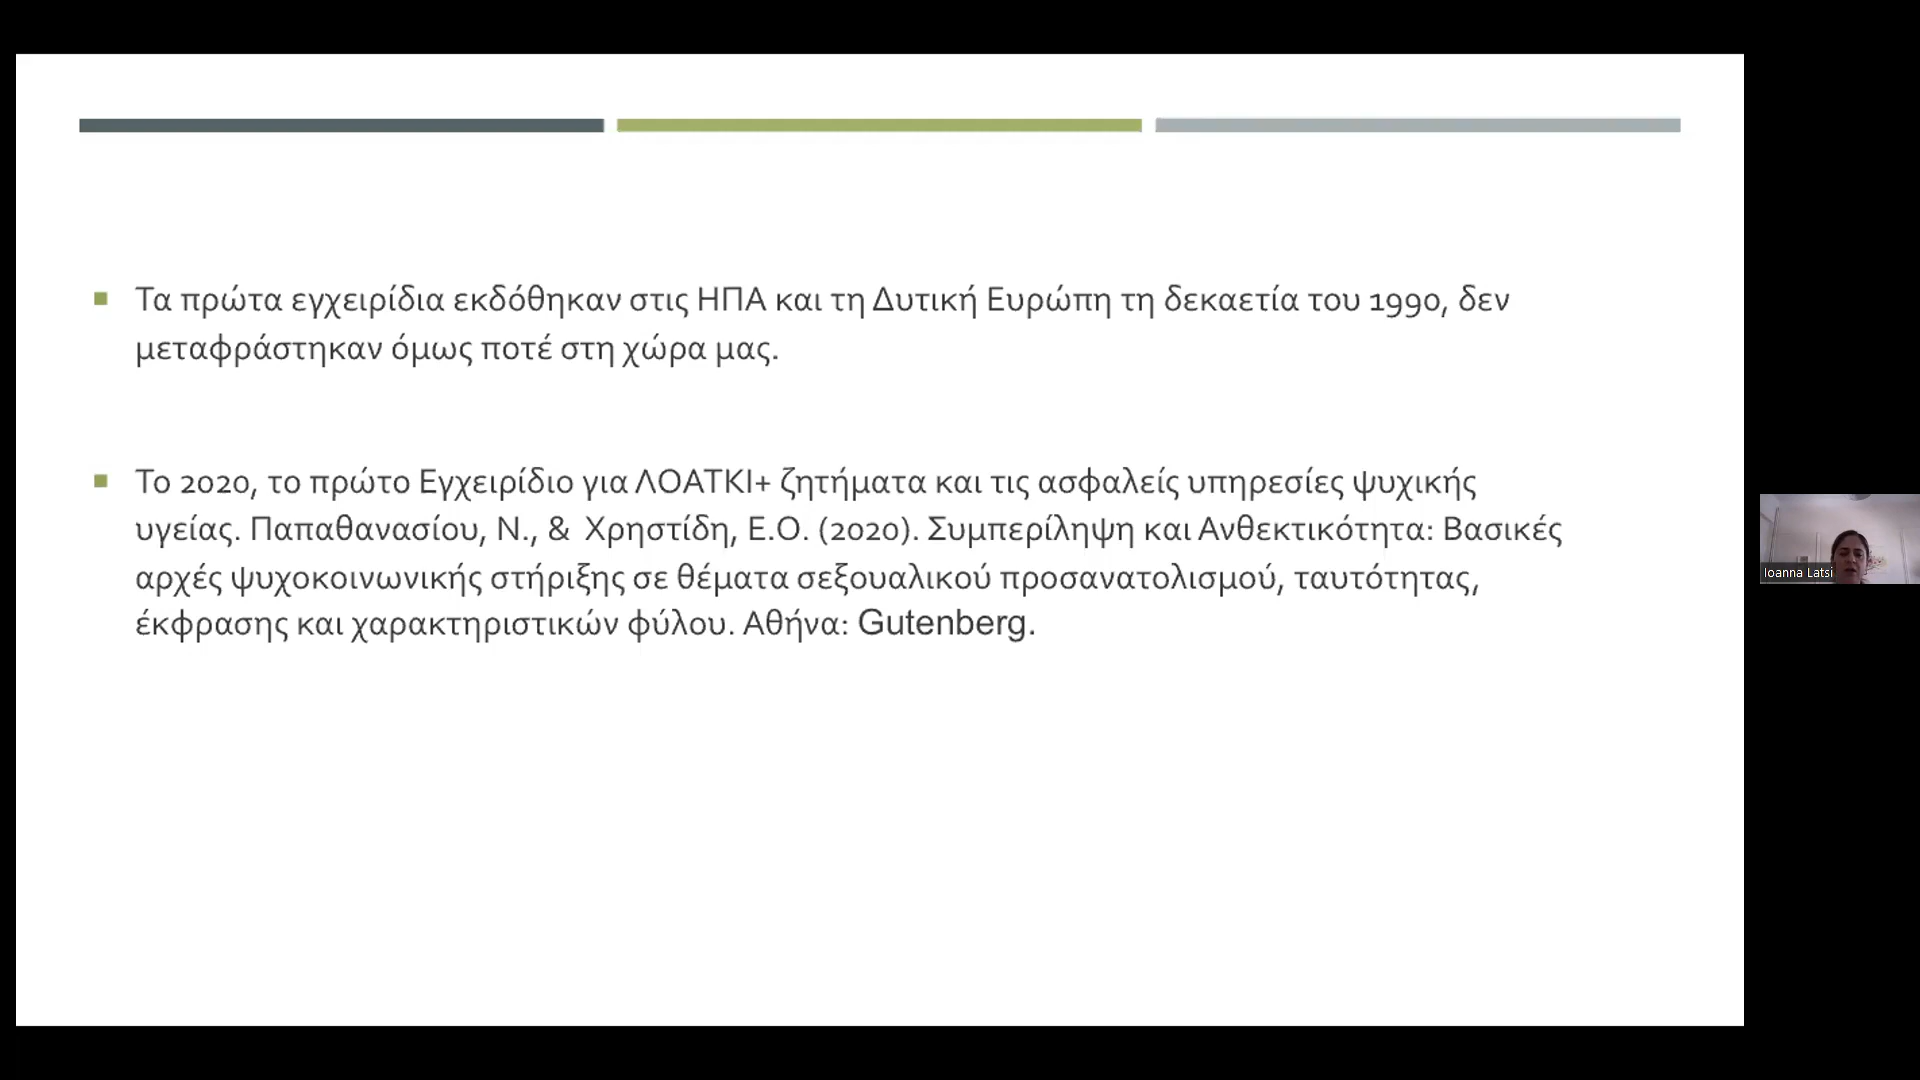 Τα πρώτα εγχειρίδια εκδόθηκαν στις ΗΠΑ και τη Δυτική Ευρώπη τη δεκαετία του 1990, δεν
μεταφράστηκαν όμως ποτέ στη χώρα μας.
Το 2020, το πρώτο Εγχειρίδιο για ΛΟΑΤΚΙ+ ζητήματα και τις ασφαλείς υπηρεσίες ψυχικής
υγείας. Παπαθανασίου, Ν., & Χρηστίδη, Ε.Ο. (2020). Συμπερίληψη και Ανθεκτικότητα: Βασικές
αρχές ψυχοκοινωνικής στήριξης σε θέματα σεξουαλικού προσανατολισμού, ταυτότητας,
έκφρασης και χαρακτηριστικών φύλου. Αθήνα: Gutenberg.
Ioanna Latsi